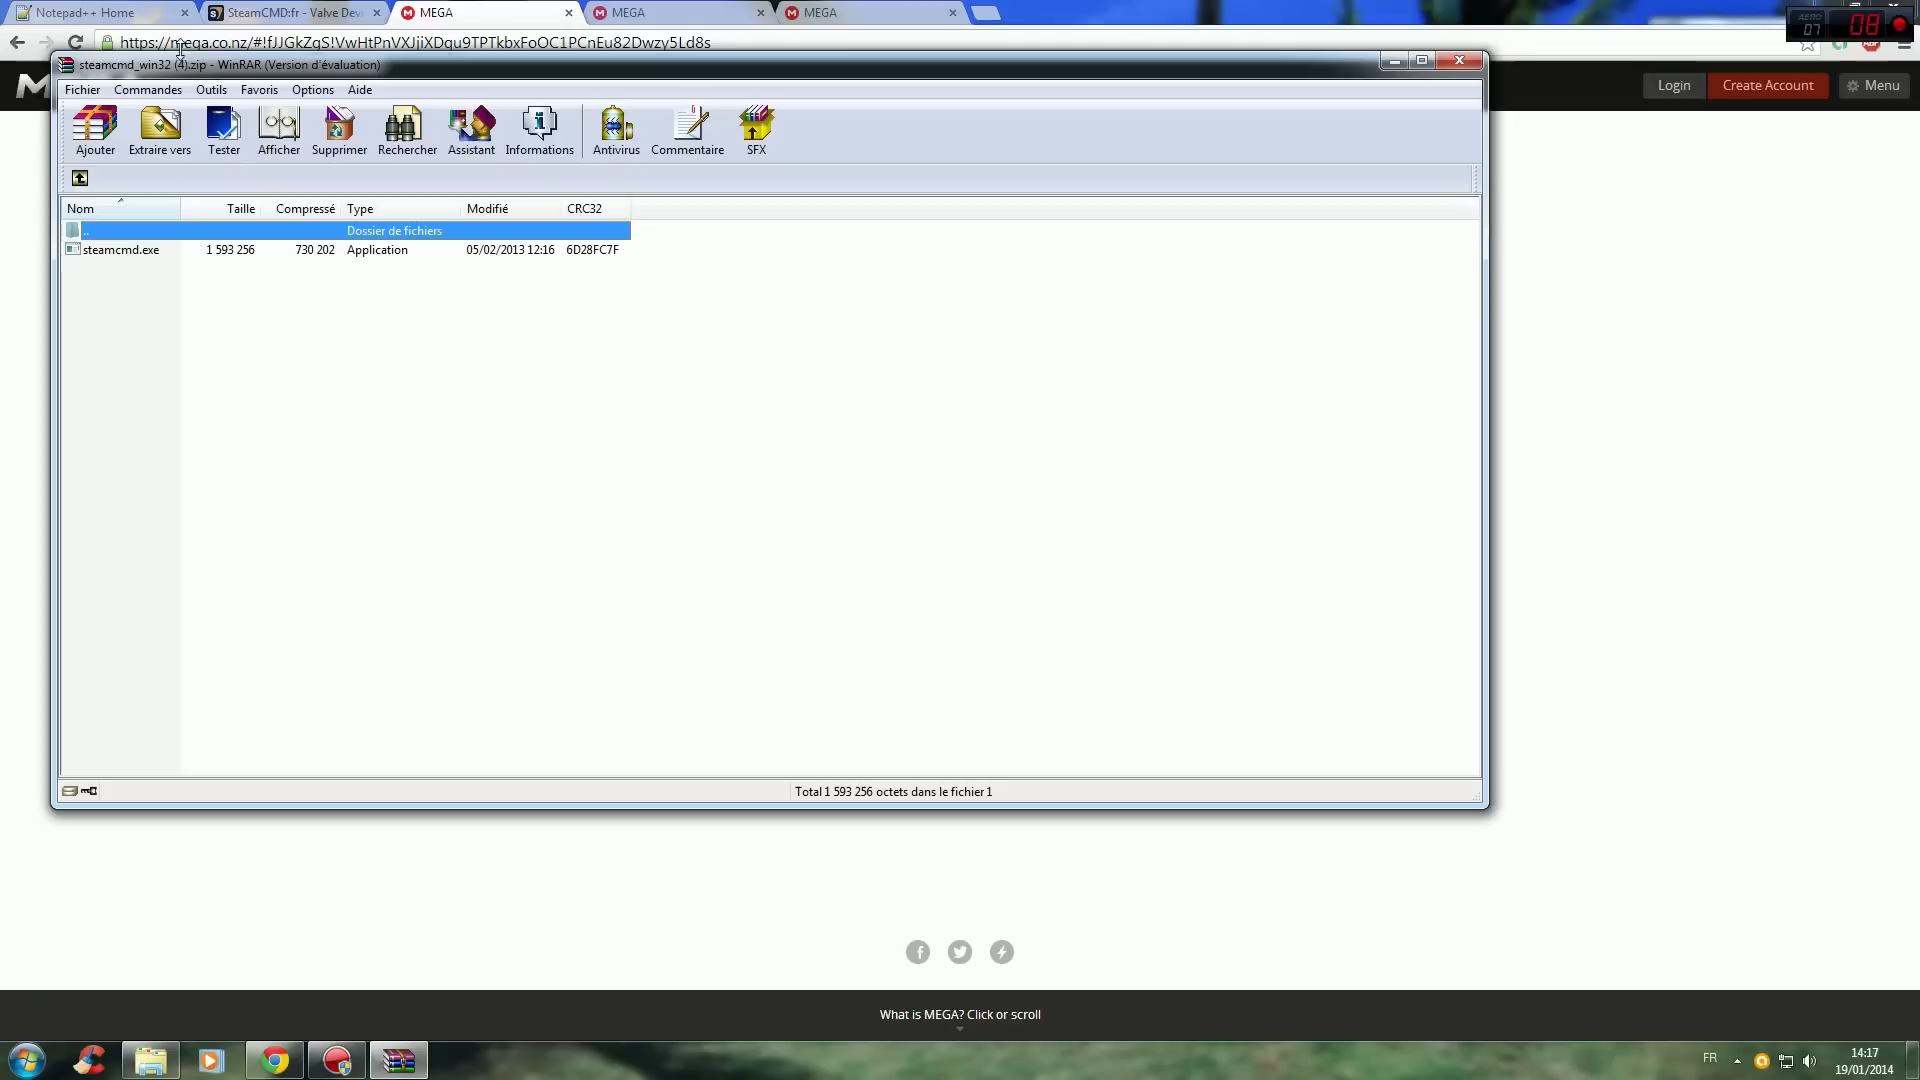 Notepad++ Home
SteamCMD:fr - Valve Dev
MEGA
MEGA
MEGA
07
08
https://mega.co.nz/#!fJJGkZqS!VwHtPnVXJjiXDqu9TPTkbxFoOC1PCnEu82Dwzy5Ld8s
steamcmd_win32 (4).zip - WinRAR (Version d'évaluation)
Login
Create Account
Menu
Fichier Commandes Outils Favoris Options Aide
Ajouter Extraire vers Tester Afficher Supprimer Rechercher Assistant Informations Antivirus Commentaire SFX
Nom Taille Compressé Type Modifié CRC32
.. Dossier de fichiers
steamcmd.exe 1 593 256 730 202 Application 05/02/2013 12:16 6D28FC7F
Total 1 593 256 octets dans le fichier 1
What is MEGA? Click or scroll
FR
14:17
19/01/2014